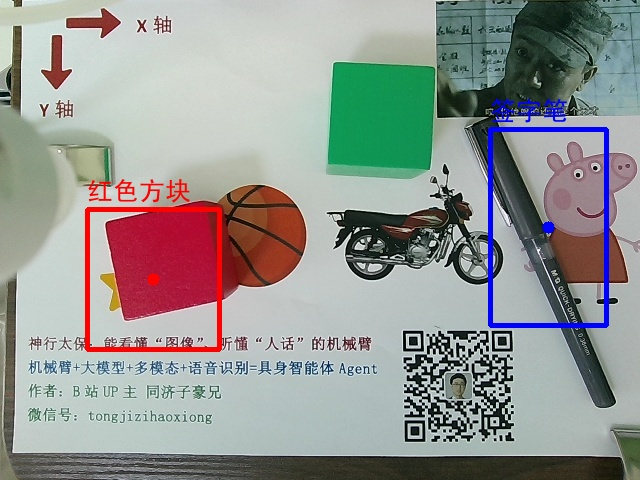 X 轴
Y 轴
签字笔
红色方块
M&G QUICK-DRY
神行太保：能看懂“图像”、听懂“人话”的机械臂
机械臂+大模型+多模态+语音识别=具身智能体 Agent
作者：B 站 UP 主 同济子豪兄
微信号：tongjizihaoxiong